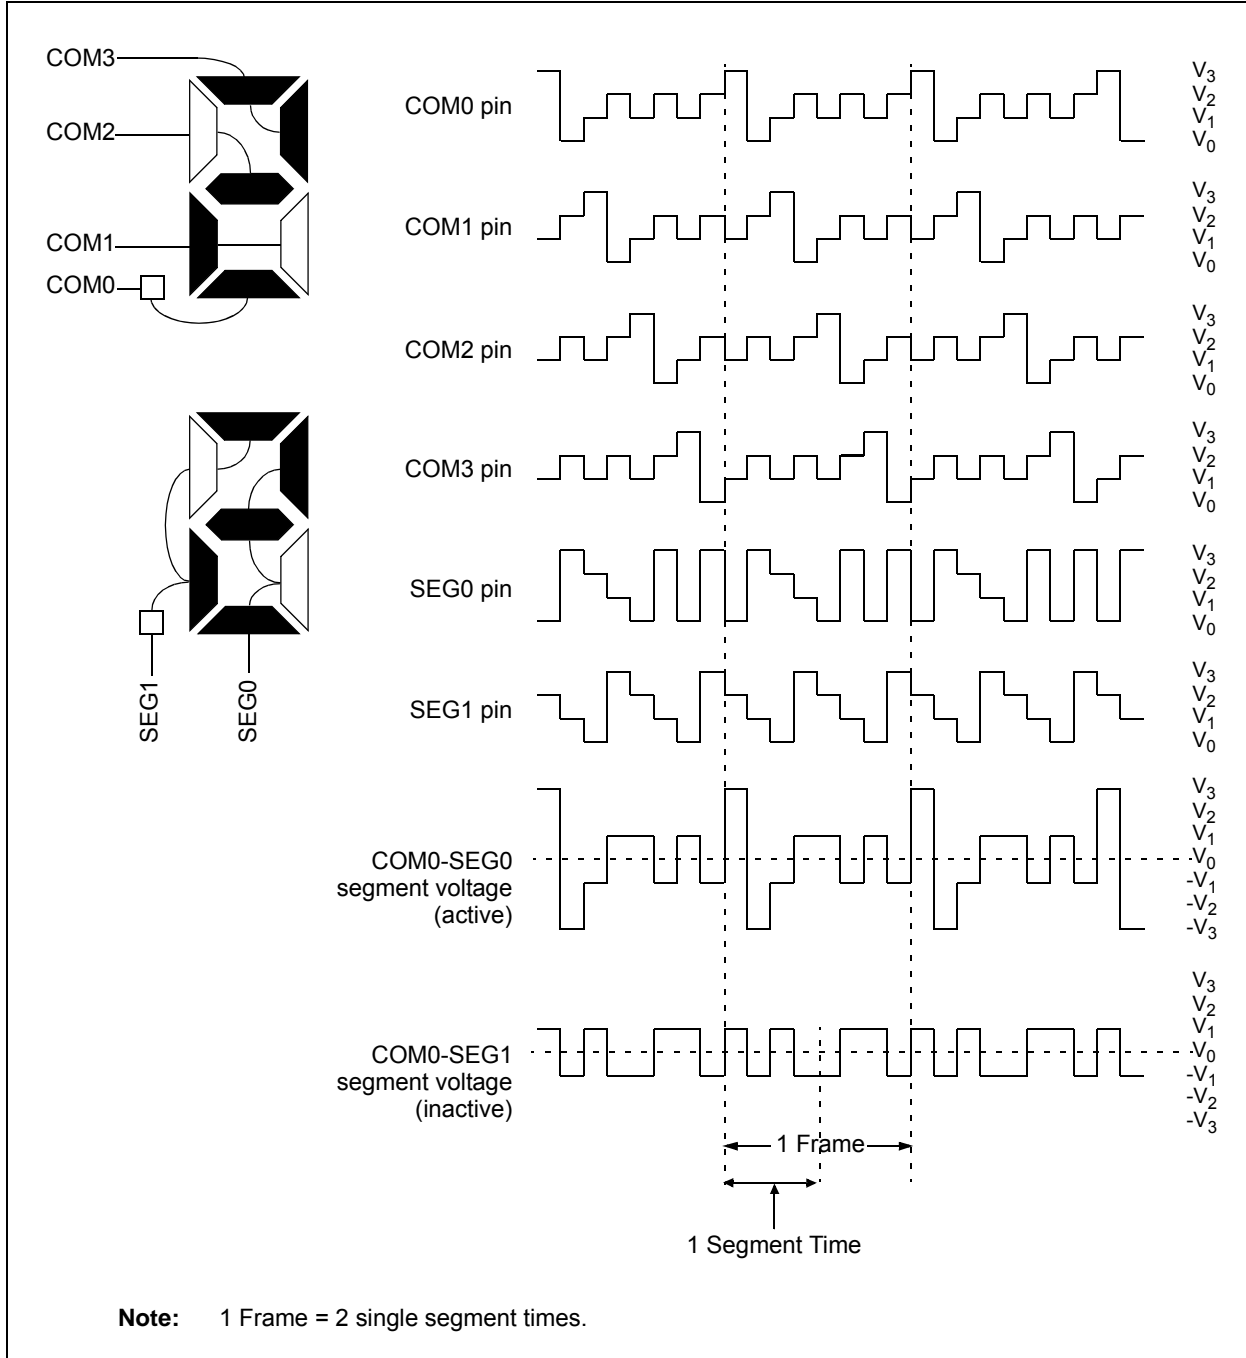 COM3
COM2
COM1
COM0
SEG1
SEG0
COM0 pin
V3
V2
V1
V0
COM1 pin
V3
V2
V1
V0
COM2 pin
V3
V2
V1
V0
COM3 pin
V3
V2
V1
V0
SEG0 pin
V3
V2
V1
V0
SEG1 pin
V3
V2
V1
V0
COM0-SEG0
segment voltage
(active)
V3
V2
V1
V0
-V1
-V2
-V3
COM0-SEG1
segment voltage
(inactive)
V3
V2
V1
V0
-V1
-V2
-V3
1 Frame
1 Segment Time
Note: 1 Frame = 2 single segment times.